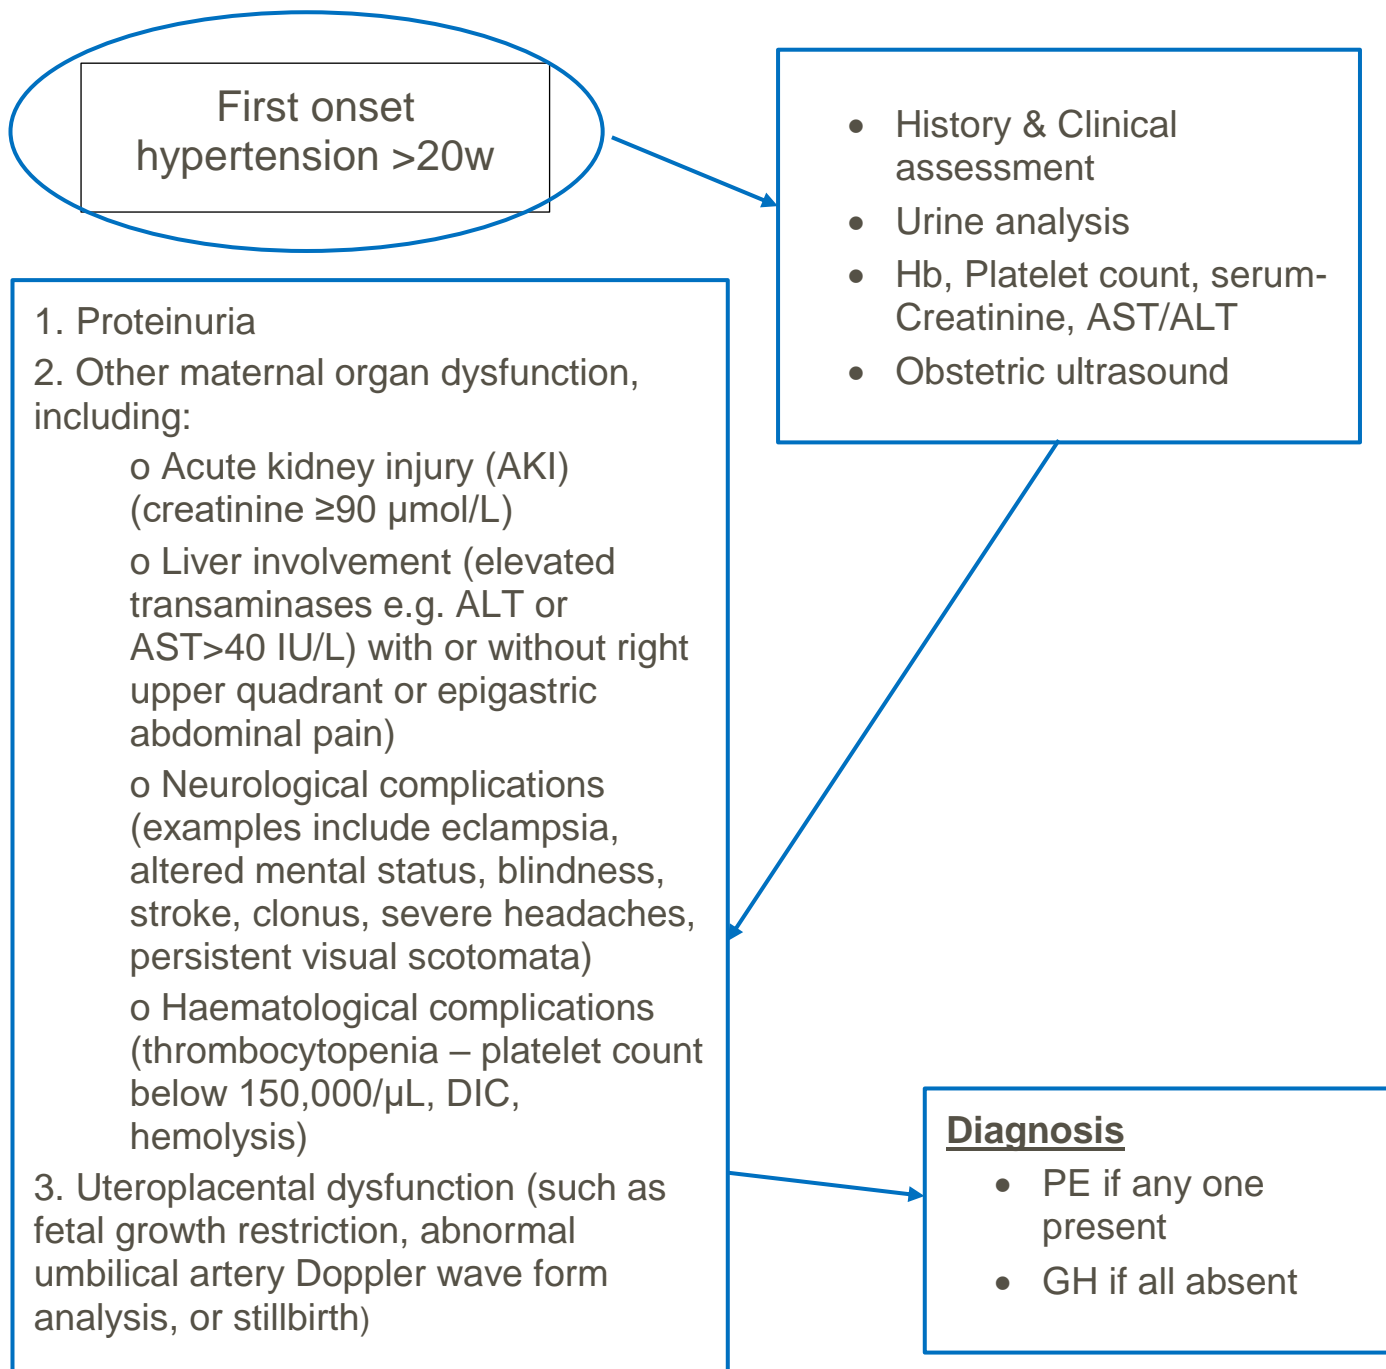 First onset
hypertension >20w
• History & Clinical
assessment
• Urine analysis
• Hb, Platelet count, serum-
Creatinine, AST/ALT
• Obstetric ultrasound
1. Proteinuria
2. Other maternal organ dysfunction,
including:
o Acute kidney injury (AKI)
(creatinine ≥90 μmol/L)
o Liver involvement (elevated
transaminases e.g. ALT or
AST>40 IU/L) with or without right
upper quadrant or epigastric
abdominal pain)
o Neurological complications
(examples include eclampsia,
altered mental status, blindness,
stroke, clonus, severe headaches,
persistent visual scotomata)
o Haematological complications
(thrombocytopenia – platelet count
below 150,000/μL, DIC,
hemolysis)
3. Uteroplacental dysfunction (such as
fetal growth restriction, abnormal
umbilical artery Doppler wave form
analysis, or stillbirth)
Diagnosis
• PE if any one
present
• GH if all absent